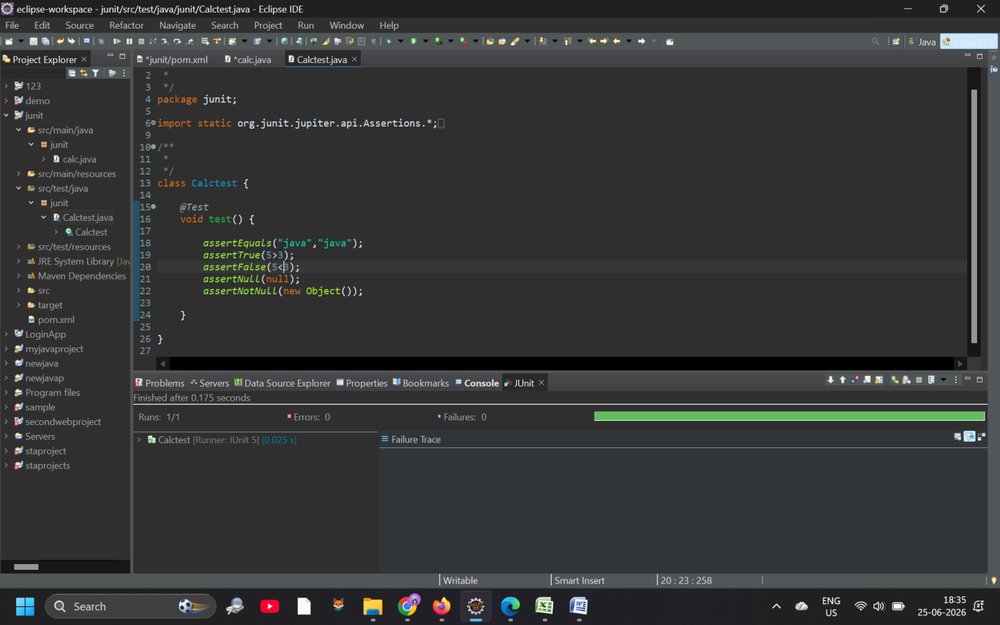 eclipse-workspace - junit/src/test/java/junit/Calctest.java - Eclipse IDE
File Edit Source Refactor Navigate Search Project Run Window Help
Java
Project Explorer
*junit/pom.xml *calc.java Calctest.java
123
demo
junit
src/main/java
junit
calc.java
src/main/resources
src/test/java
junit
Calctest.java
Calctest
src/test/resources
JRE System Library [Jav
Maven Dependencies
src
target
pom.xml
LoginApp
myjavaproject
newjava
newjavap
Program files
sample
secondwebproject
Servers
staproject
staprojects
2 *
3 */
4 package junit;
5
6 import static org.junit.jupiter.api.Assertions.*;
9
10 /**
11 *
12 */
13 class Calctest {
14
15 @Test
16 void test() {
17
18 assertEquals("java","java");
19 assertTrue(5>3);
20 assertFalse(5<3);
21 assertNull(null);
22 assertNotNull(new Object());
23
24 }
25
26 }
27
Problems Servers Data Source Explorer Properties Bookmarks Console JUnit
Finished after 0.175 seconds
Runs: 1/1 Errors: 0 Failures: 0
Calctest [Runner: JUnit 5] (0.025 s)
Failure Trace
Writable Smart Insert 20 : 23 : 258
Search
ENG
US
18:35
25-06-2026